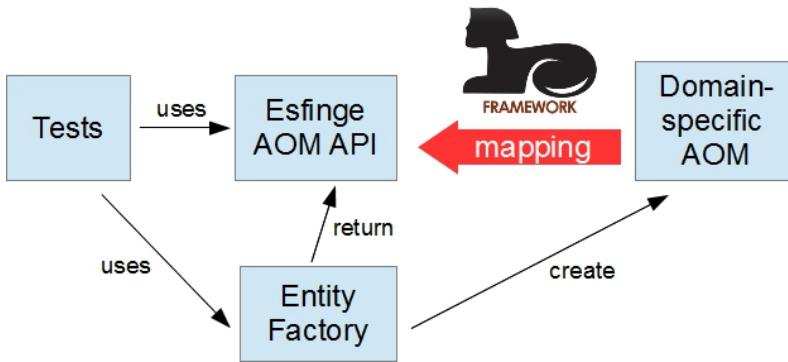 FRAMEWORK
Tests
uses
Esfinge
AOM API
mapping
Domain-
specific
AOM
return
uses
create
Entity
Factory